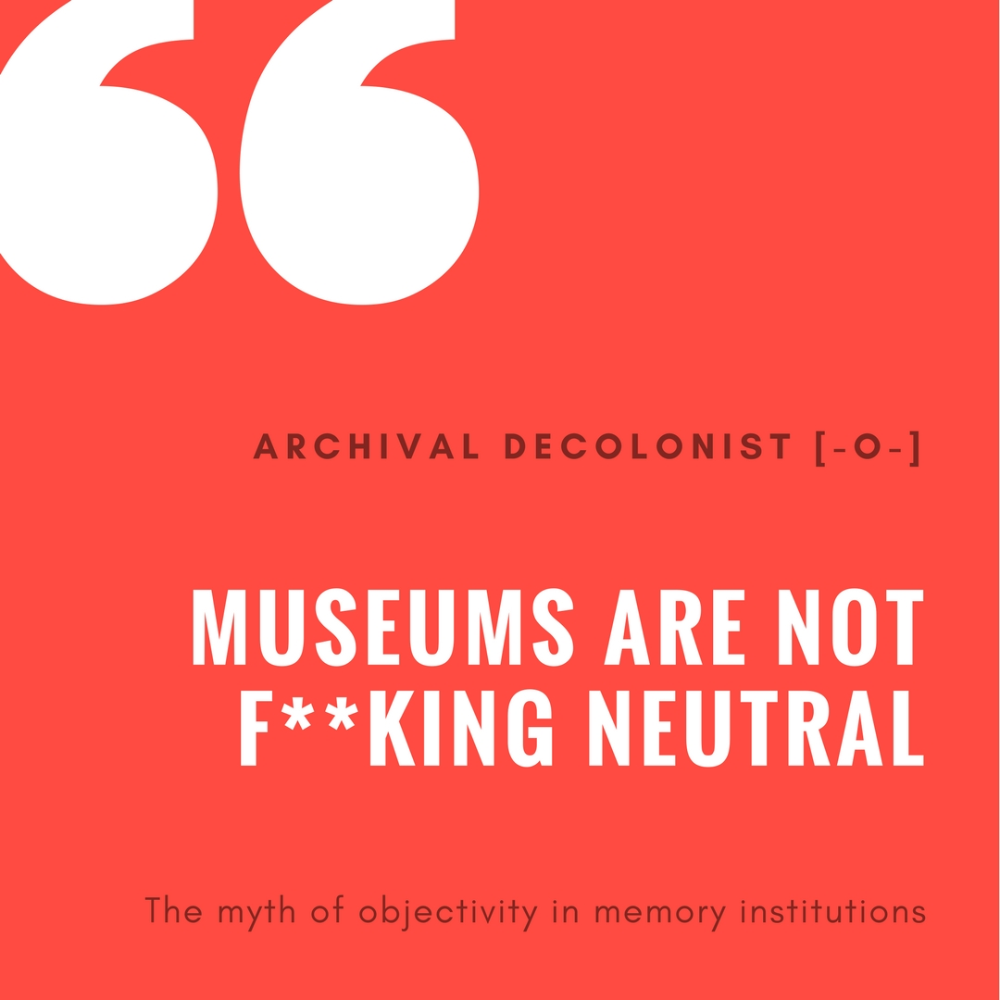 “
ARCHIVAL DECOLONIST [-O-]
MUSEUMS ARE NOT
F**KING NEUTRAL
The myth of objectivity in memory institutions